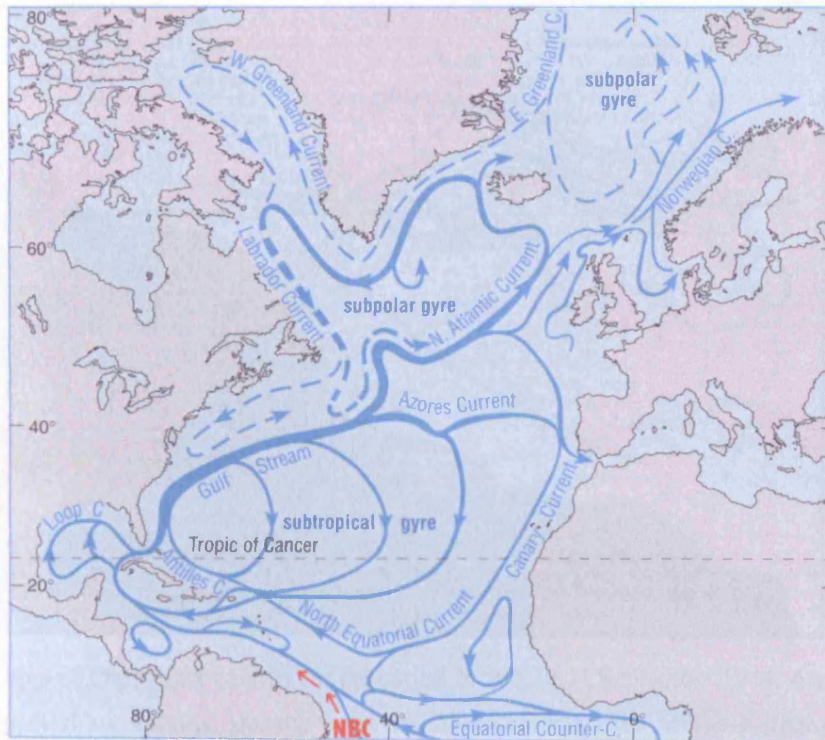 80°
W. Greenland Current
E. Greenland C.
subpolar
gyre
Norwegian C.
60°
Labrador Current
subpolar gyre
N. Atlantic Current
Azores Current
40°
Gulf Stream
Loop C
subtropical gyre
Canary Current
Tropic of Cancer
Antilles C.
20°
North Equatorial Current
80°
NBC
40°
Equatorial Counter-C.
0°